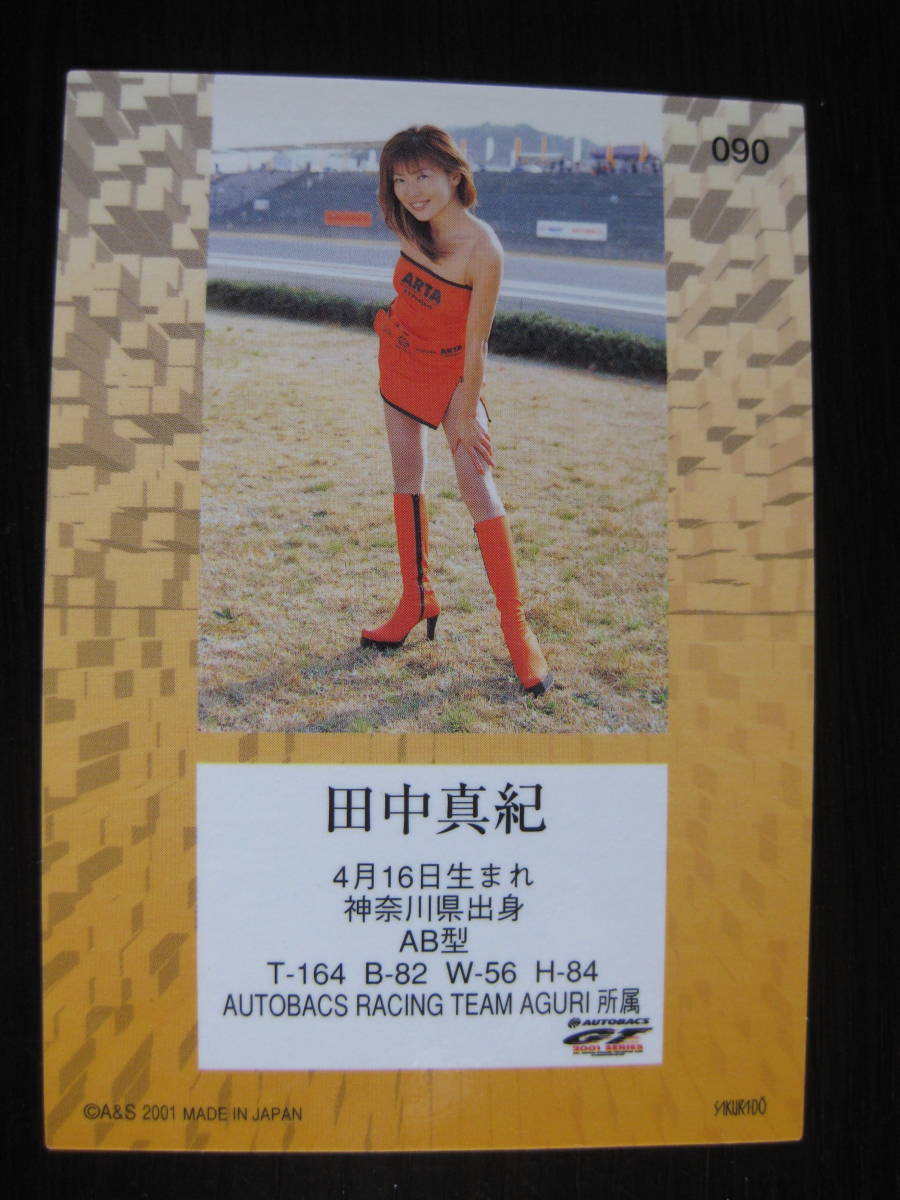 090
ARTA
ARTA
田中真紀
4月16日生まれ
神奈川県出身
AB型
T-164 B-82 W-56 H-84
AUTOBACS RACING TEAM AGURI 所属
AUTOBACS
GT
2001 SERIES
©A&S 2001 MADE IN JAPAN
SAKURADÔ